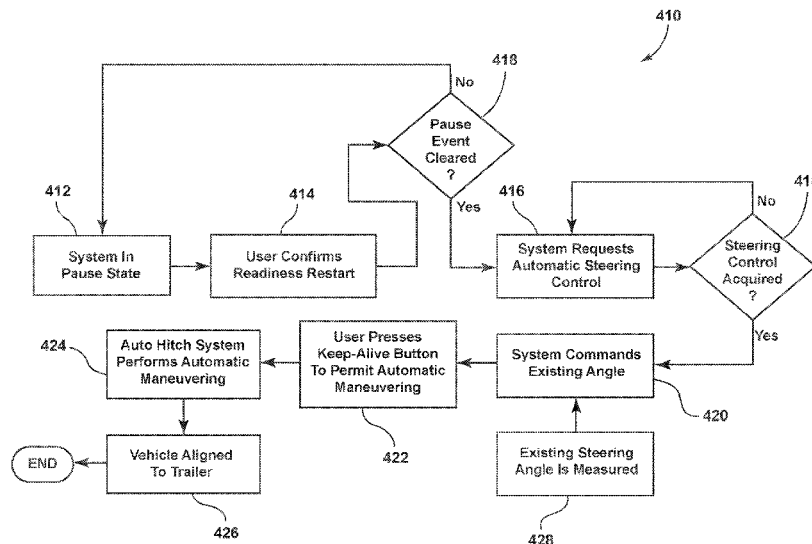 410
No
418
Pause
Event
Cleared
?
Yes
412
System In
Pause State
414
User Confirms
Readiness Restart
416
System Requests
Automatic Steering
Control
No
Steering
Control
Acquired
?
Yes
424
Auto Hitch System
Performs Automatic
Maneuvering
User Presses
Keep-Alive Button
To Permit Automatic
Maneuvering
422
System Commands
Existing Angle
420
END
Vehicle Aligned
To Trailer
426
Existing Steering
Angle Is Measured
428